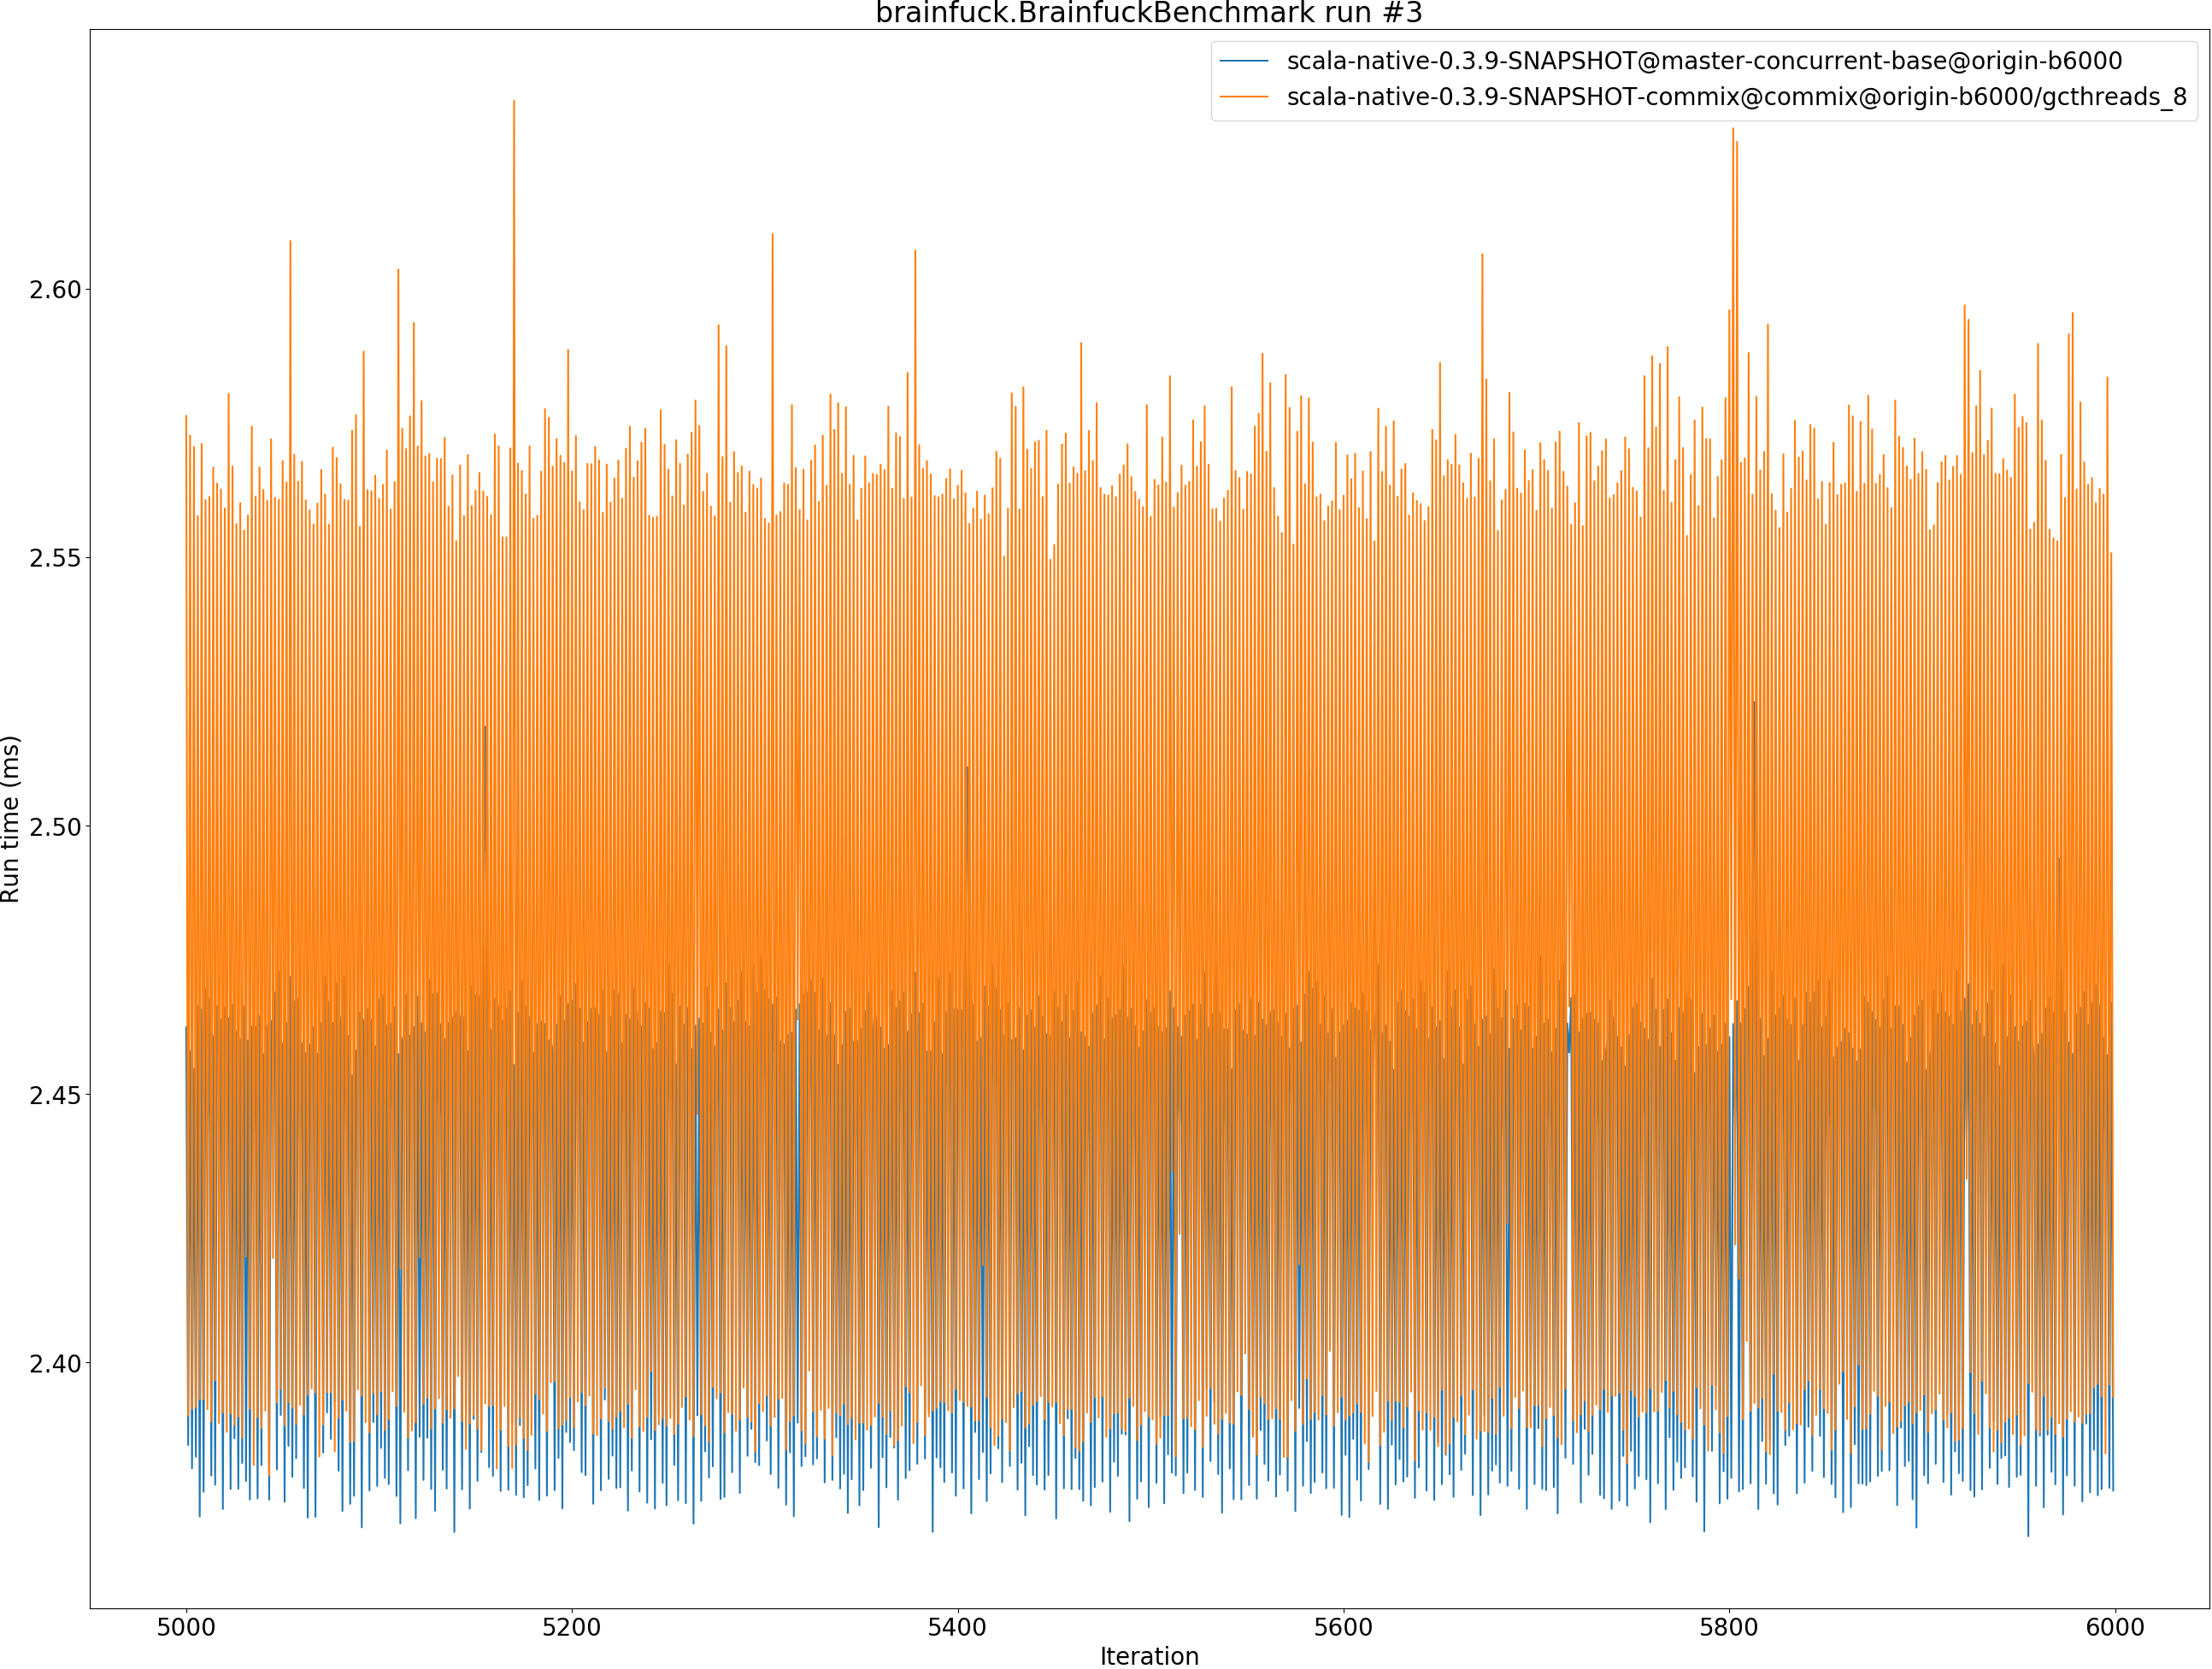 brainfuck.BrainfuckBenchmark run #3
scala-native-0.3.9-SNAPSHOT@master-concurrent-base@origin-b6000
scala-native-0.3.9-SNAPSHOT-commix@commix@origin-b6000/gcthreads_8
Run time (ms)
2.60
2.55
2.50
2.45
2.40
5000
5200
5400
5600
5800
6000
Iteration